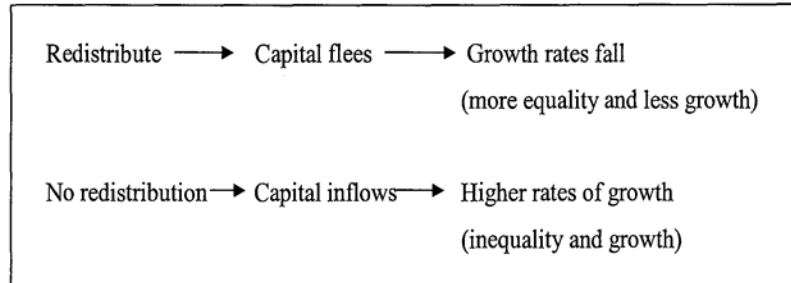 Redistribute → Capital flees → Growth rates fall
(more equality and less growth)
No redistribution → Capital inflows → Higher rates of growth
(inequality and growth)